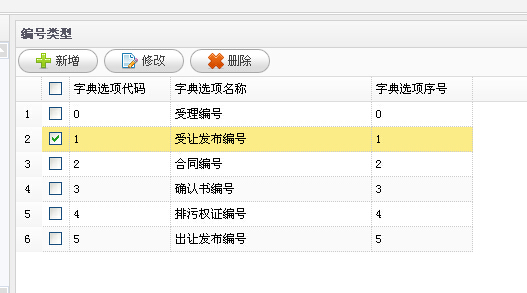 编号类型
新增 修改 删除
字典选项代码 字典选项名称 字典选项序号
1 0 受理编号 0
2 1 受让发布编号 1
3 2 合同编号 2
4 3 确认书编号 3
5 4 排污权证编号 4
6 5 出让发布编号 5